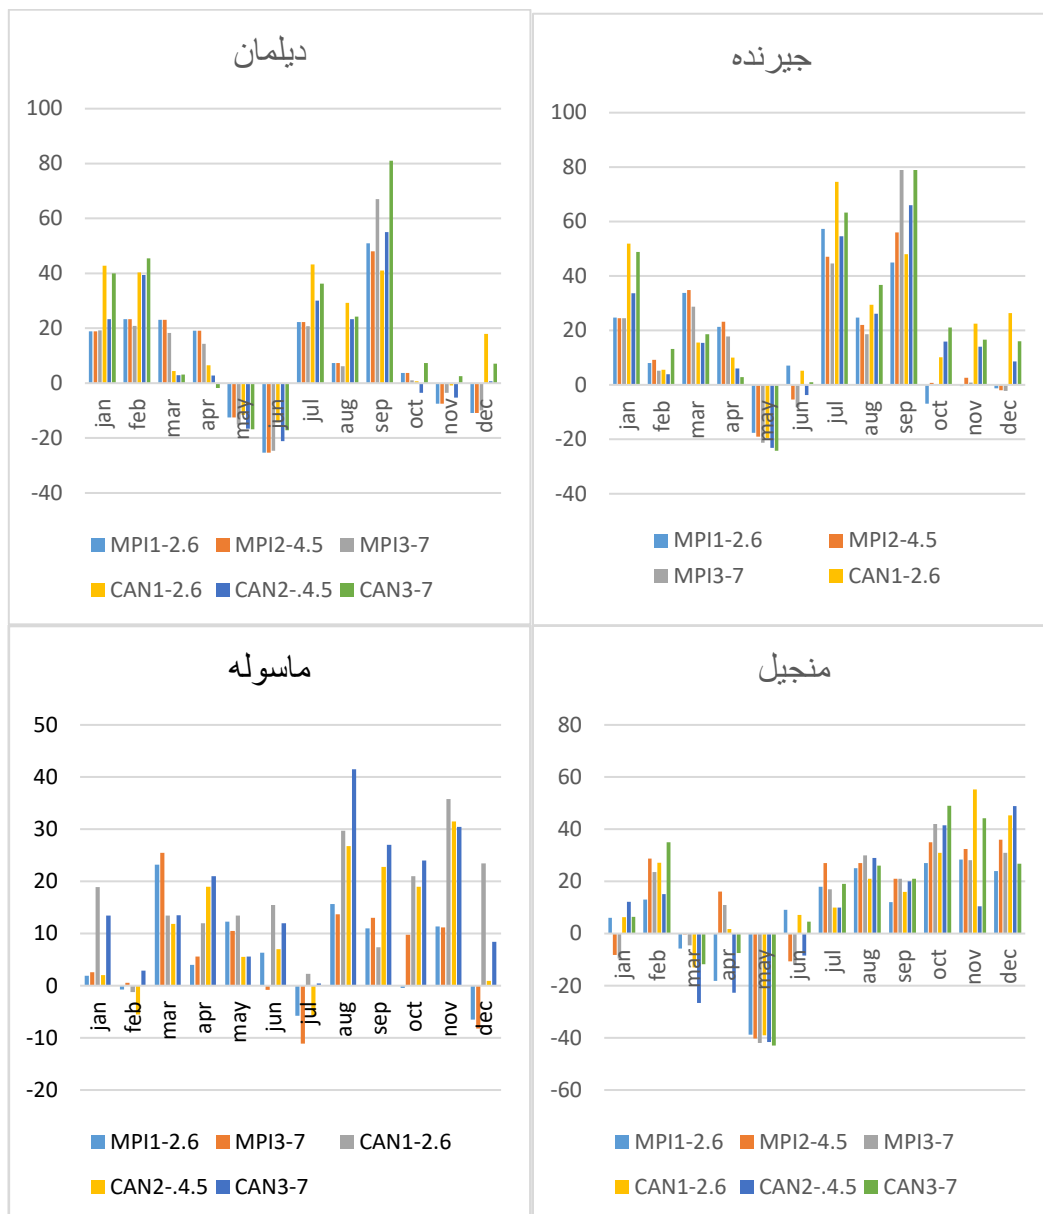 دیلمان
100
80
60
40
20
0
-20
-40
jan feb mar apr may jun jul aug sep oct nov dec
MPI1-2.6 MPI2-4.5 MPI3-7
CAN1-2.6 CAN2-.4.5 CAN3-7
جیرنده
100
80
60
40
20
0
-20
-40
jan feb mar apr may jun jul aug sep oct nov dec
MPI1-2.6 MPI2-4.5
MPI3-7 CAN1-2.6
ماسوله
50
40
30
20
10
0
-10
-20
jan feb mar apr may jun jul aug sep oct nov dec
MPI1-2.6 MPI3-7 CAN1-2.6
CAN2-.4.5 CAN3-7
منجیل
80
60
40
20
0
-20
-40
-60
jan feb mar apr may jun jul aug sep oct nov dec
MPI1-2.6 MPI2-4.5 MPI3-7
CAN1-2.6 CAN2-.4.5 CAN3-7